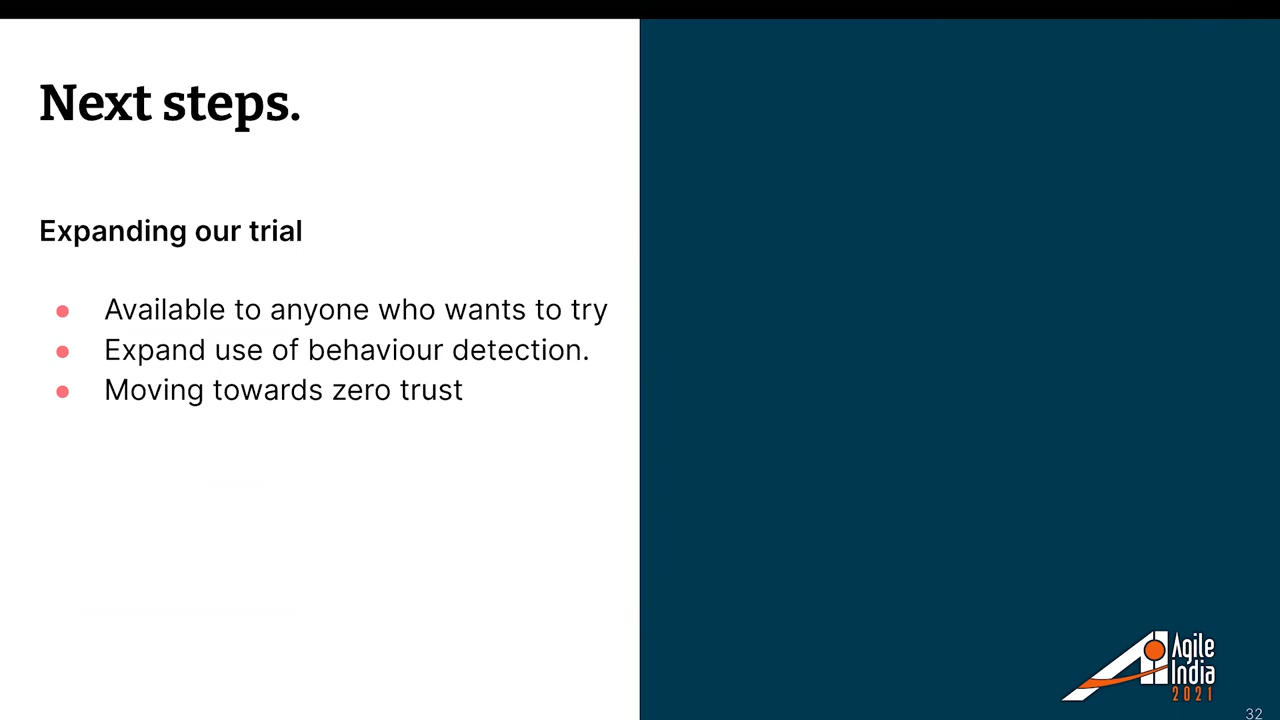 Next steps.
Expanding our trial
● Available to anyone who wants to try
● Expand use of behaviour detection.
● Moving towards zero trust
Agile
India
2021
32